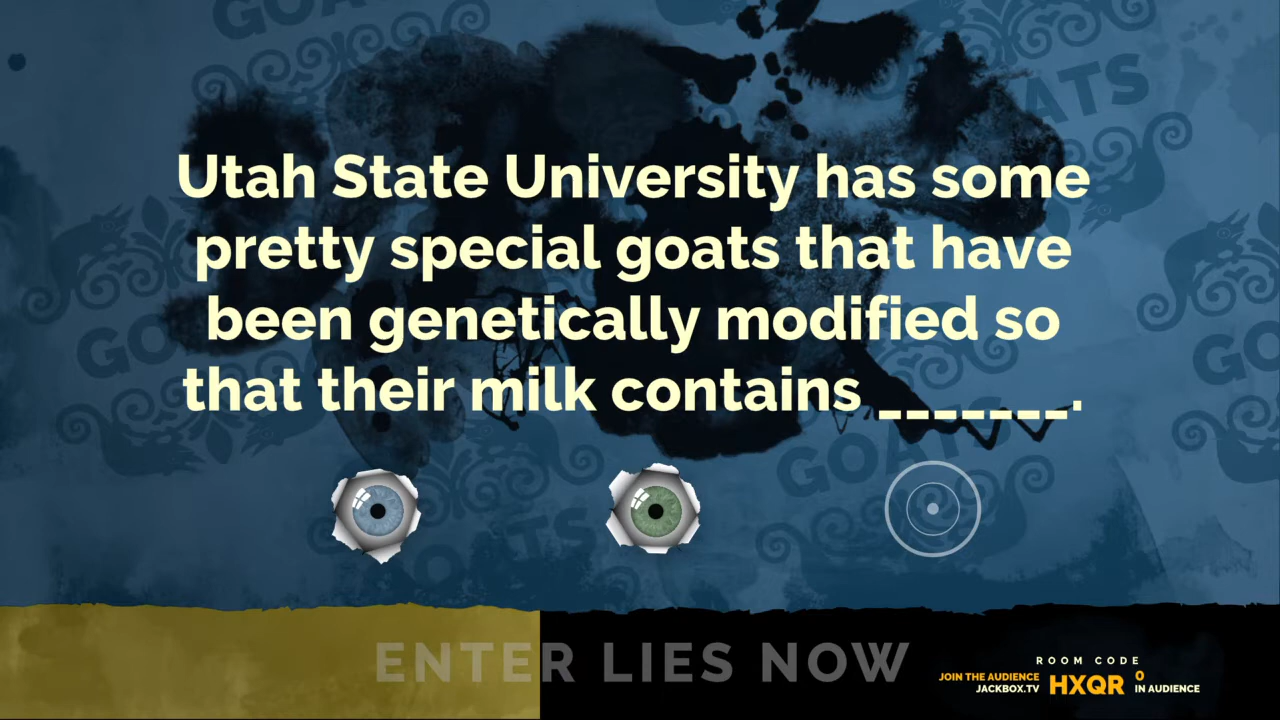 GOATS
Utah State University has some
pretty special goats that have
been genetically modified so
that their milk contains _______.
ENTER LIES NOW
ROOM CODE
JOIN THE AUDIENCE
JACKBOX.TV
HXQR
0
IN AUDIENCE